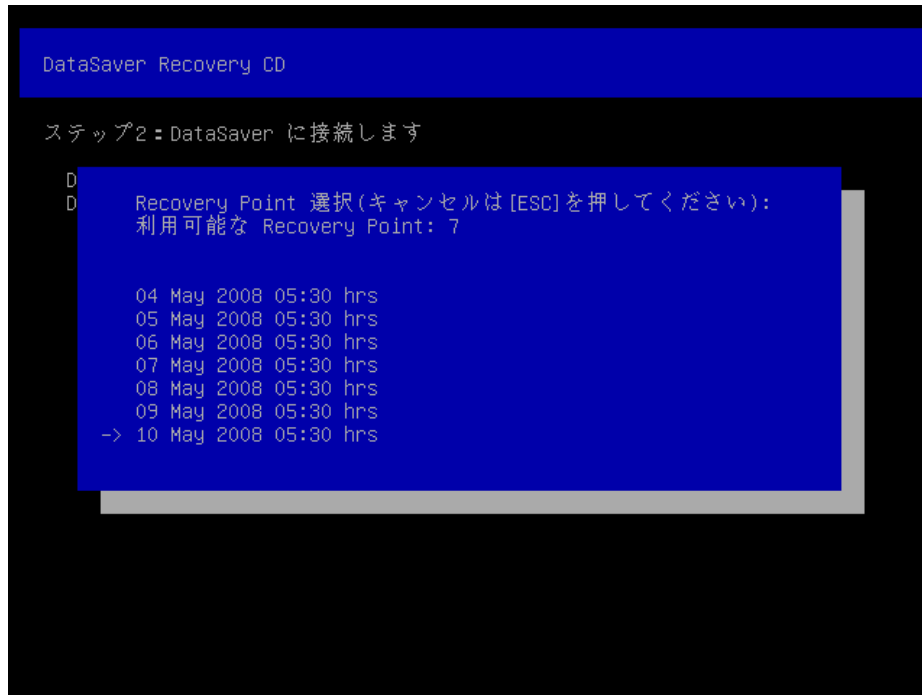 DataSaver Recovery CD
ステップ2：DataSaver に接続します
D
D
Recovery Point 選択(キャンセルは[ESC]を押してください):
利用可能な Recovery Point: 7
04 May 2008 05:30 hrs
05 May 2008 05:30 hrs
06 May 2008 05:30 hrs
07 May 2008 05:30 hrs
08 May 2008 05:30 hrs
09 May 2008 05:30 hrs
-> 10 May 2008 05:30 hrs